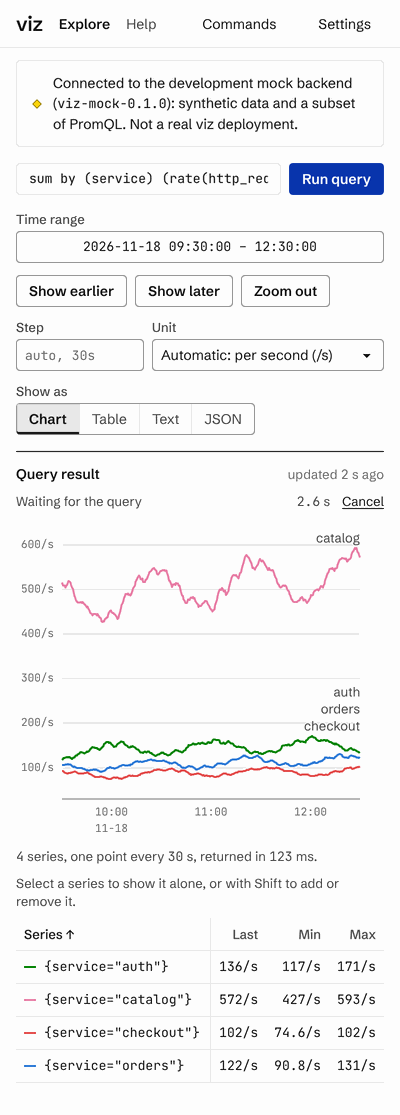 viz Explore Help Commands Settings
Connected to the development mock backend
(viz-mock-0.1.0): synthetic data and a subset
of PromQL. Not a real viz deployment.
sum by (service) (rate(http_rec Run query
Time range
2026-11-18 09:30:00 – 12:30:00
Show earlier Show later Zoom out
Step Unit
auto, 30s Automatic: per second (/s)
Show as
Chart Table Text JSON
Query result updated 2 s ago
Waiting for the query 2.6 s Cancel
600/s catalog
500/s
400/s
300/s
auth
orders
200/s checkout
100/s
10:00 11:00 12:00
11-18
4 series, one point every 30 s, returned in 123 ms.
Select a series to show it alone, or with Shift to add or
remove it.
Series ↑ Last Min Max
{service="auth"} 136/s 117/s 171/s
{service="catalog"} 572/s 427/s 593/s
{service="checkout"} 102/s 74.6/s 102/s
{service="orders"} 122/s 90.8/s 131/s